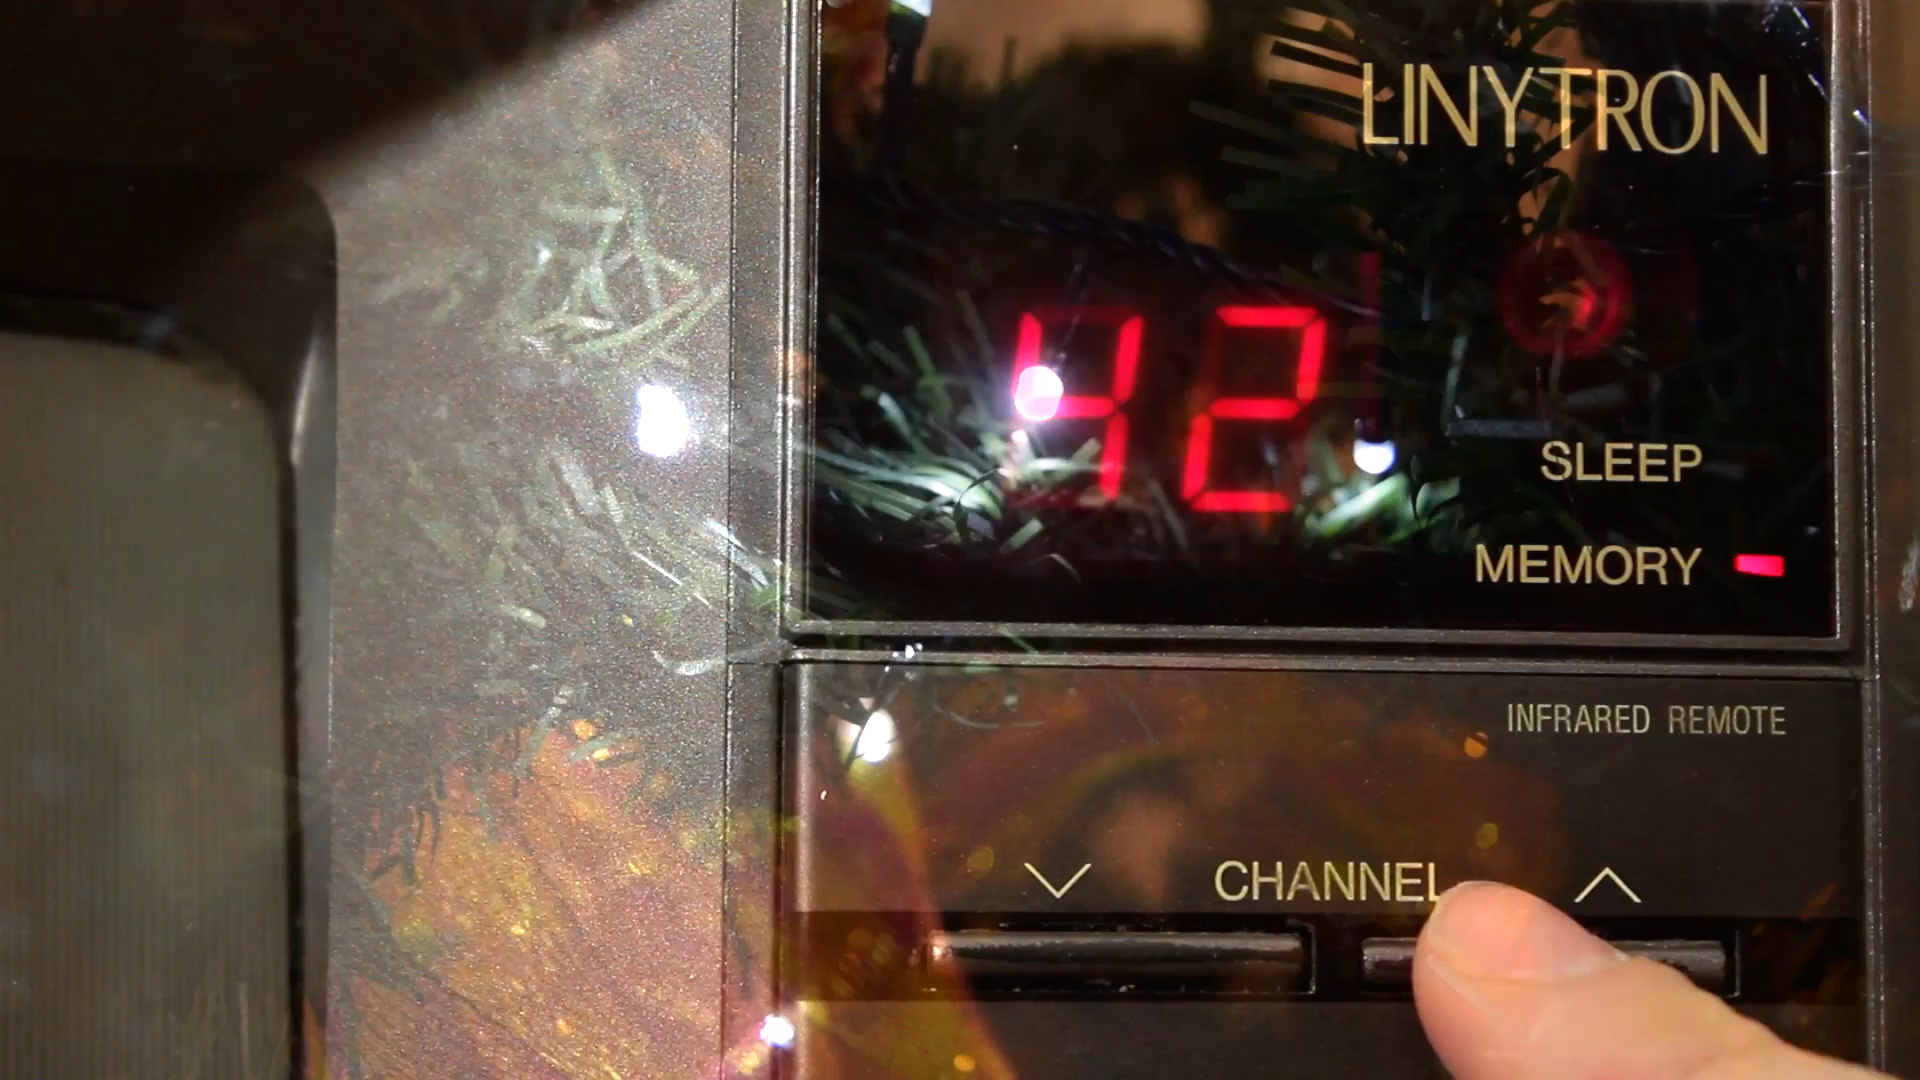 LINYTRON
42
SLEEP
MEMORY
INFRARED REMOTE
CHANNEL